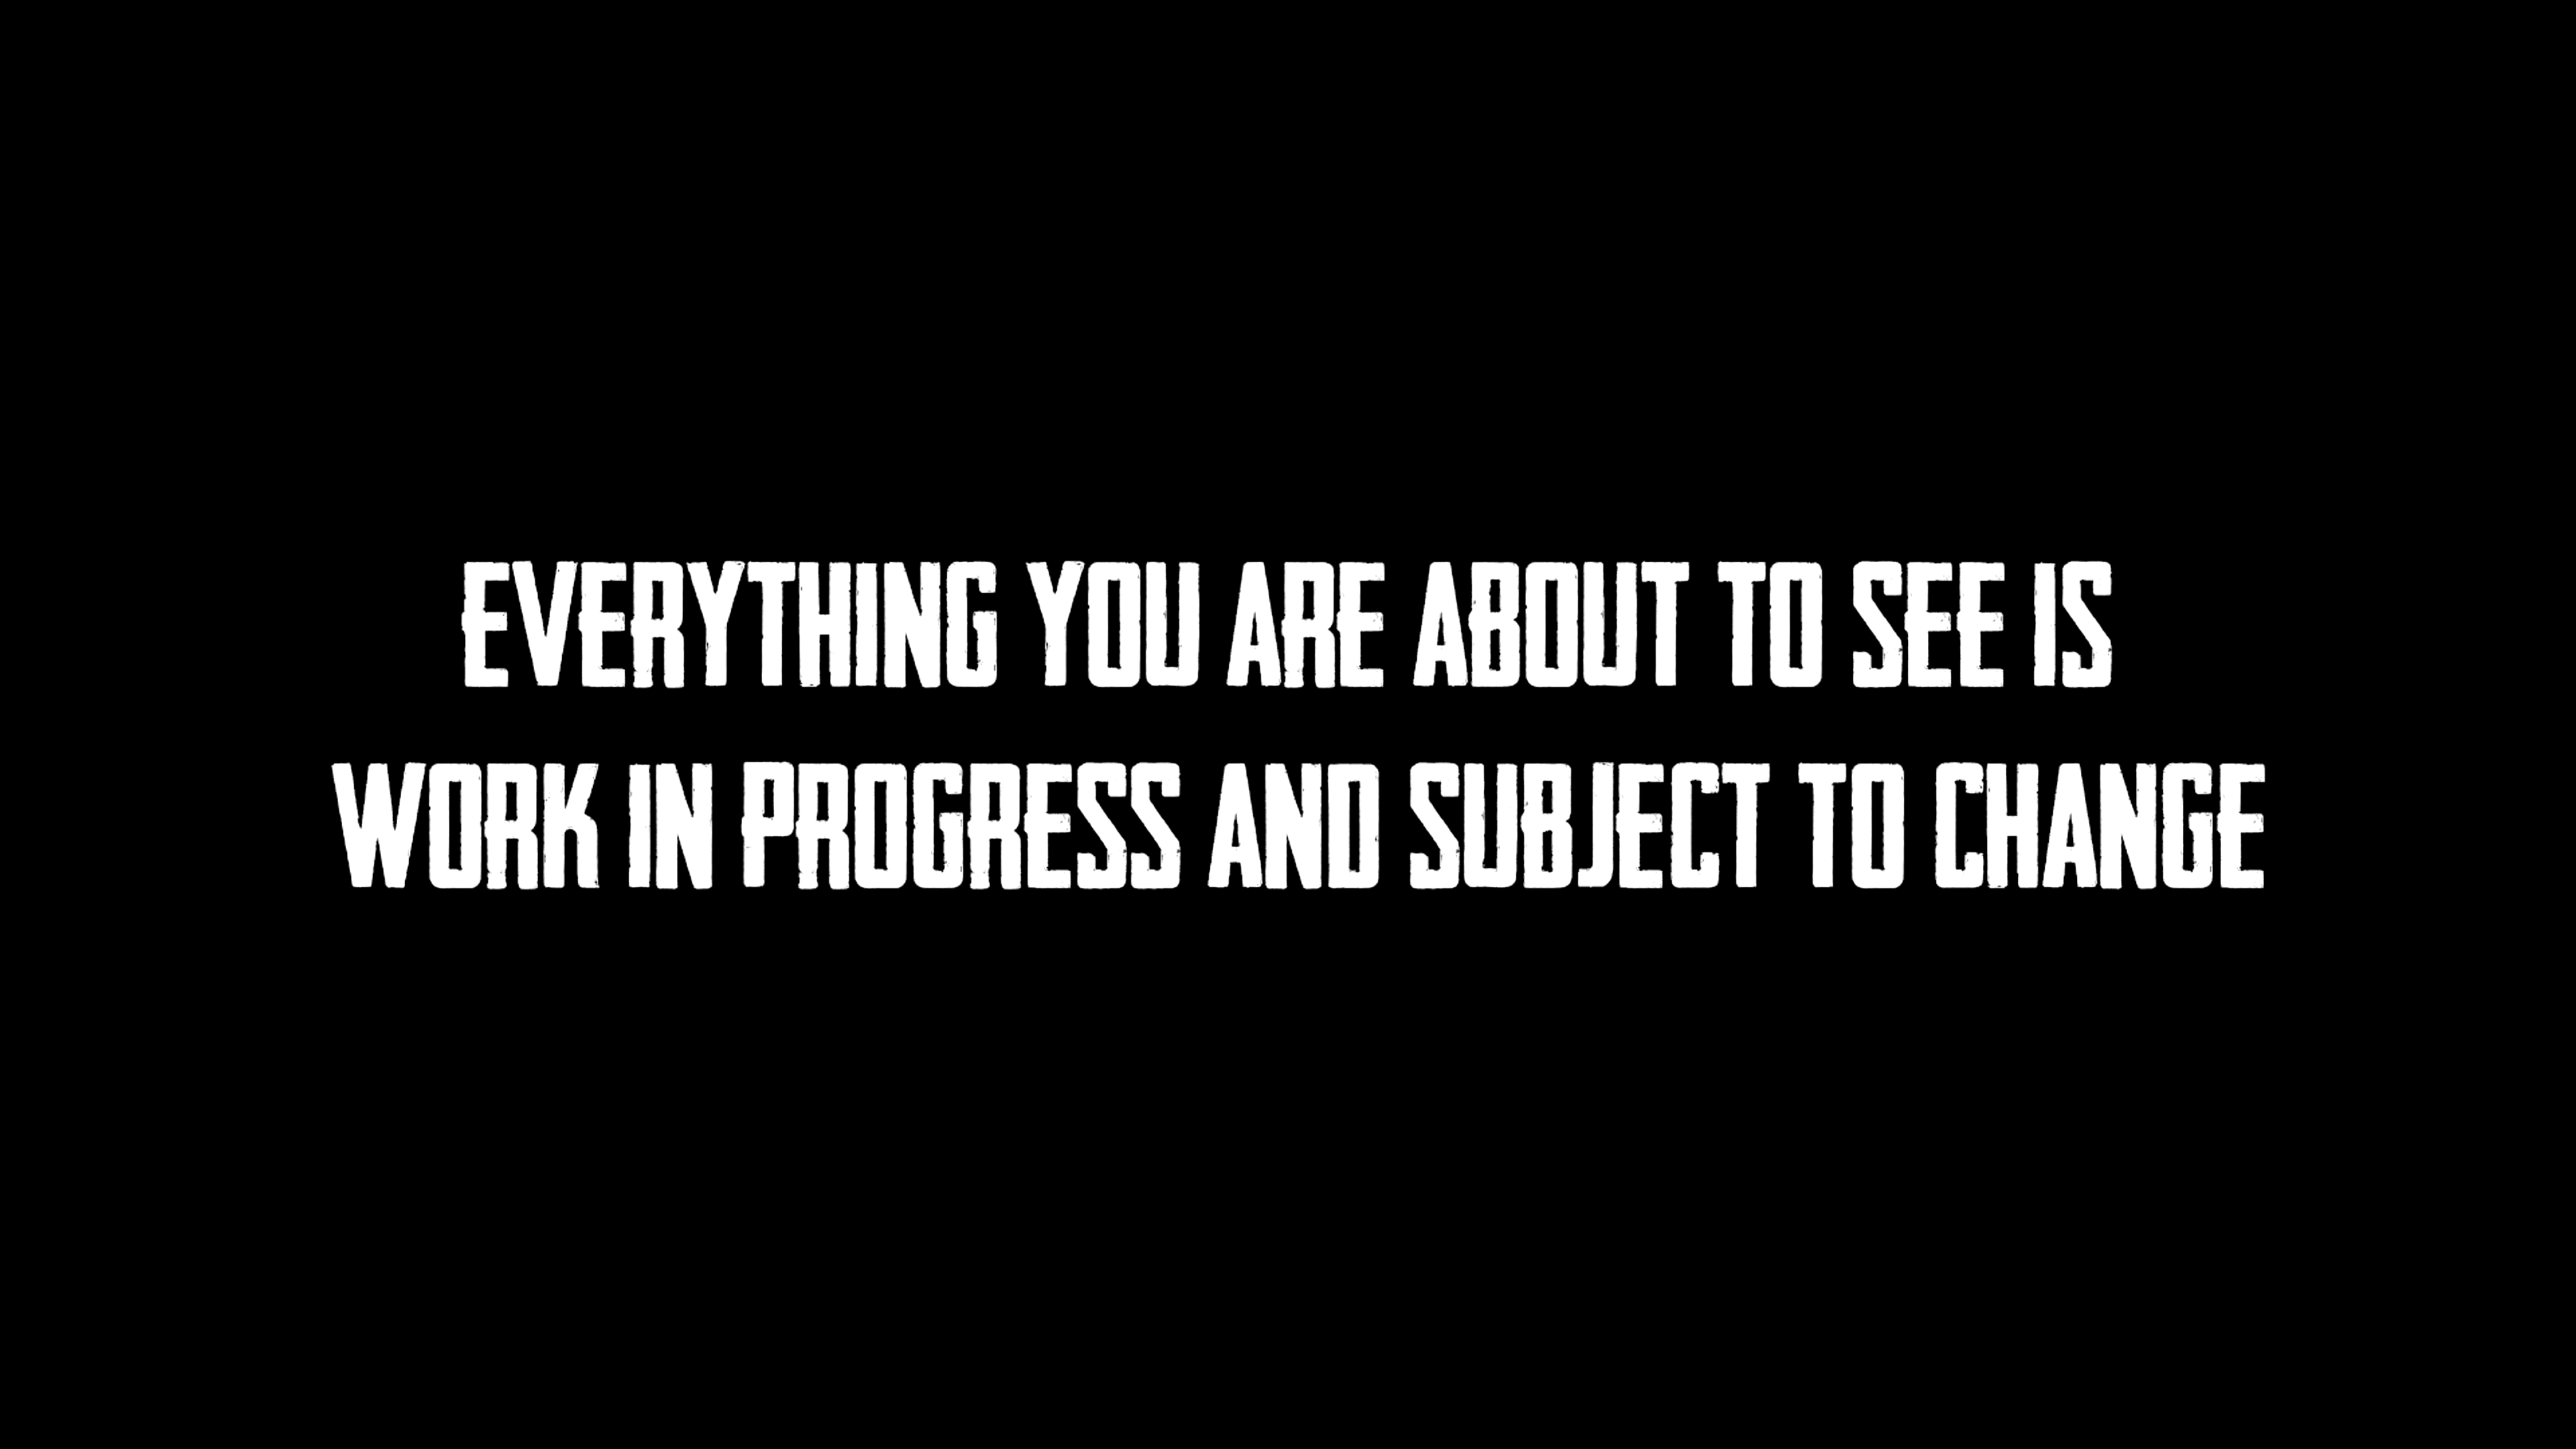 EVERYTHING YOU ARE ABOUT TO SEE IS
WORK IN PROGRESS AND SUBJECT TO CHANGE